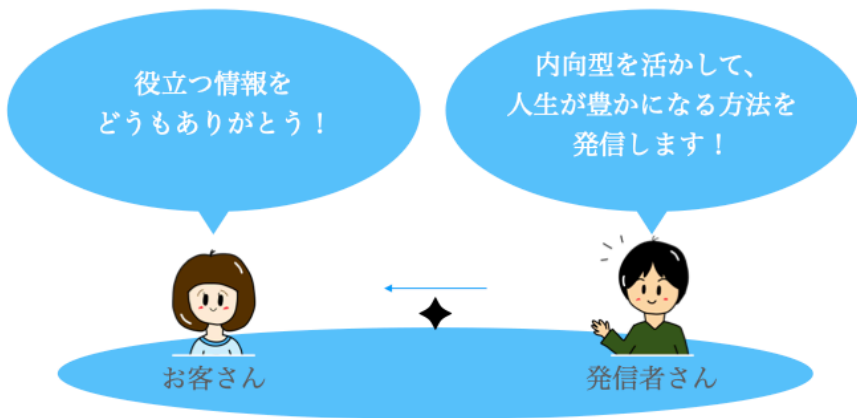 役立つ情報を
どうもありがとう！
内向型を活かして、
人生が豊かになる方法を
発信します！
お客さん
発信者さん